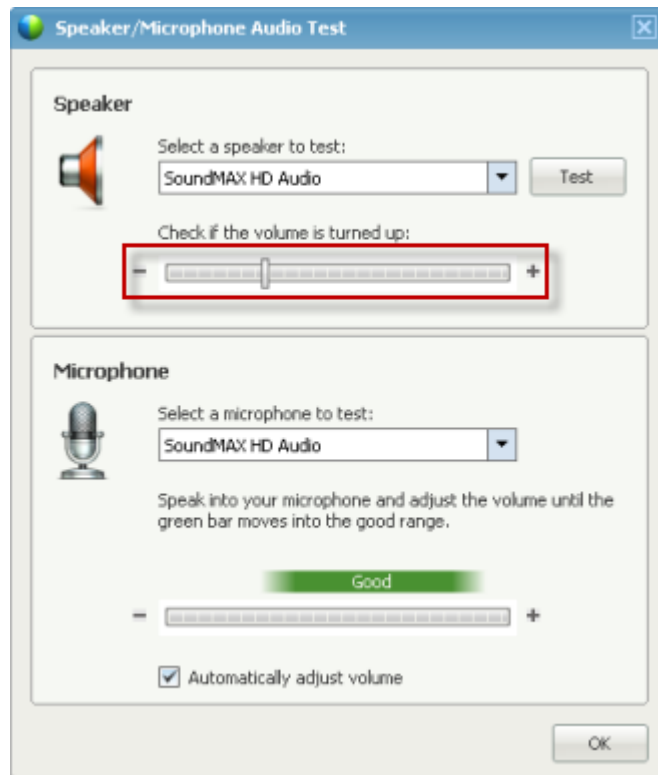 Speaker/Microphone Audio Test
Speaker
Select a speaker to test:
SoundMAX HD Audio
Test
Check if the volume is turned up:
- +
Microphone
Select a microphone to test:
SoundMAX HD Audio
Speak into your microphone and adjust the volume until the
green bar moves into the good range.
Good
- +
Automatically adjust volume
OK